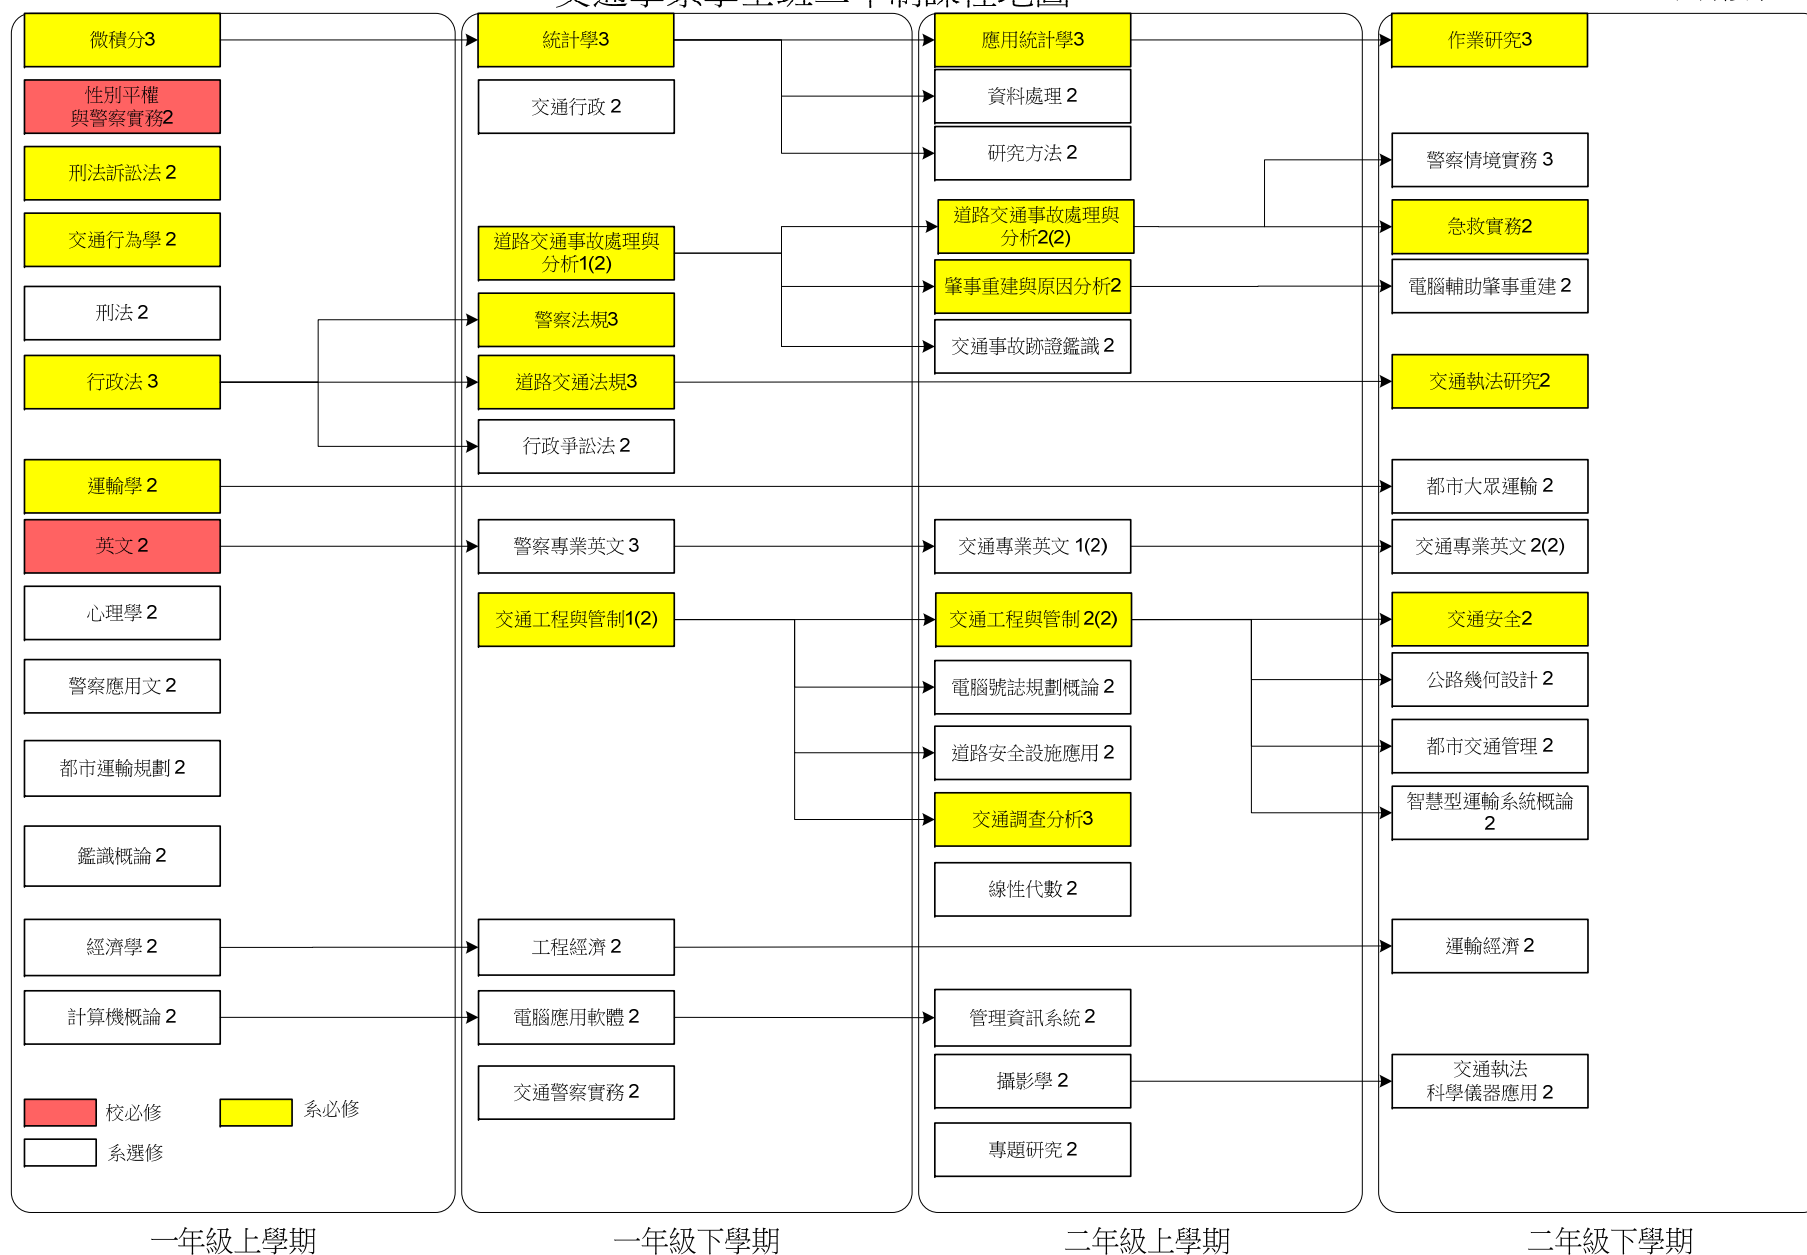 微積分3
性別平權
與警察實務2
刑法訴訟法 2
交通行為學 2
刑法 2
行政法 3
運輸學 2
英文 2
心理學 2
警察應用文 2
都市運輸規劃 2
鑑識概論 2
經濟學 2
計算機概論 2
校必修
系必修
系選修
一年級上學期
統計學3
交通行政 2
道路交通事故處理與
分析1(2)
警察法規3
道路交通法規3
行政爭訟法 2
警察專業英文 3
交通工程與管制1(2)
工程經濟 2
電腦應用軟體 2
交通警察實務 2
一年級下學期
應用統計學3
資料處理 2
研究方法 2
道路交通事故處理與
分析2(2)
肇事重建與原因分析2
交通事故跡證鑑識 2
交通專業英文 1(2)
交通工程與管制 2(2)
電腦號誌規劃概論 2
道路安全設施應用 2
交通調查分析3
線性代數 2
管理資訊系統 2
攝影學 2
專題研究 2
二年級上學期
作業研究3
警察情境實務 3
急救實務2
電腦輔助肇事重建 2
交通執法研究2
都市大眾運輸 2
交通專業英文 2(2)
交通安全2
公路幾何設計 2
都市交通管理 2
智慧型運輸系統概論
2
運輸經濟 2
交通執法
科學儀器應用 2
二年級下學期